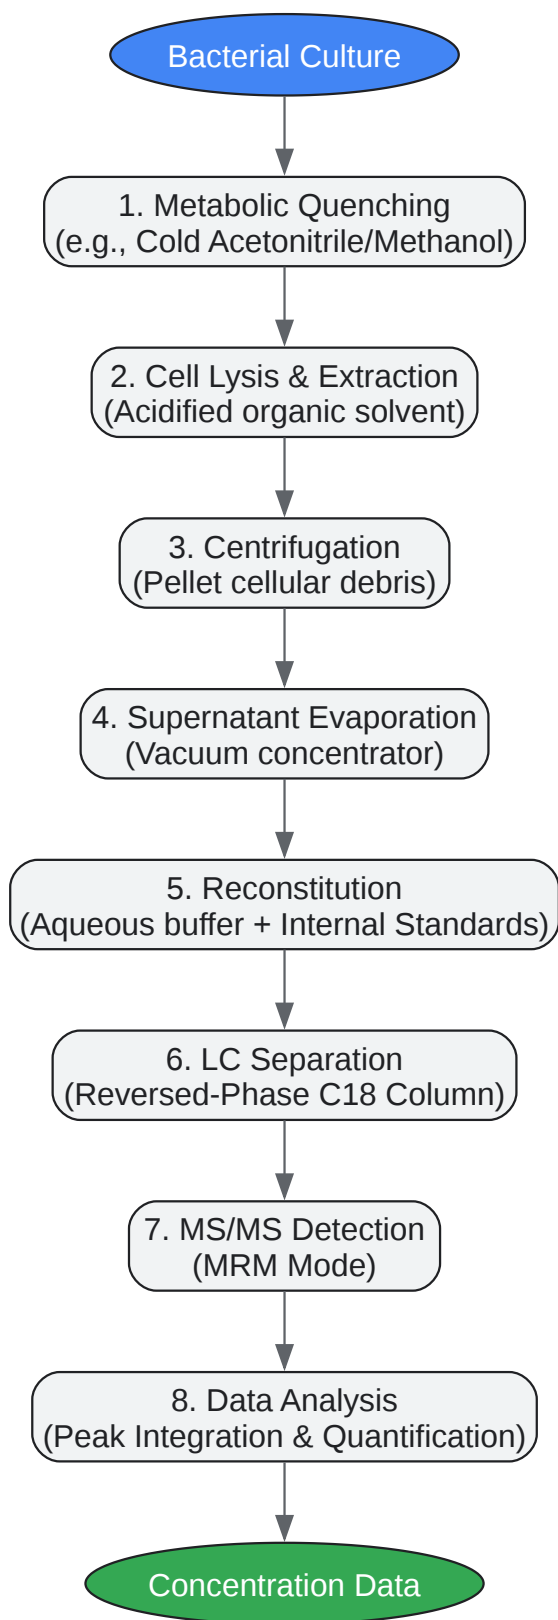 Bacterial Culture
1. Metabolic Quenching
(e.g., Cold Acetonitrile/Methanol)
2. Cell Lysis & Extraction
(Acidified organic solvent)
3. Centrifugation
(Pellet cellular debris)
4. Supernatant Evaporation
(Vacuum concentrator)
5. Reconstitution
(Aqueous buffer + Internal Standards)
6. LC Separation
(Reversed-Phase C18 Column)
7. MS/MS Detection
(MRM Mode)
8. Data Analysis
(Peak Integration & Quantification)
Concentration Data